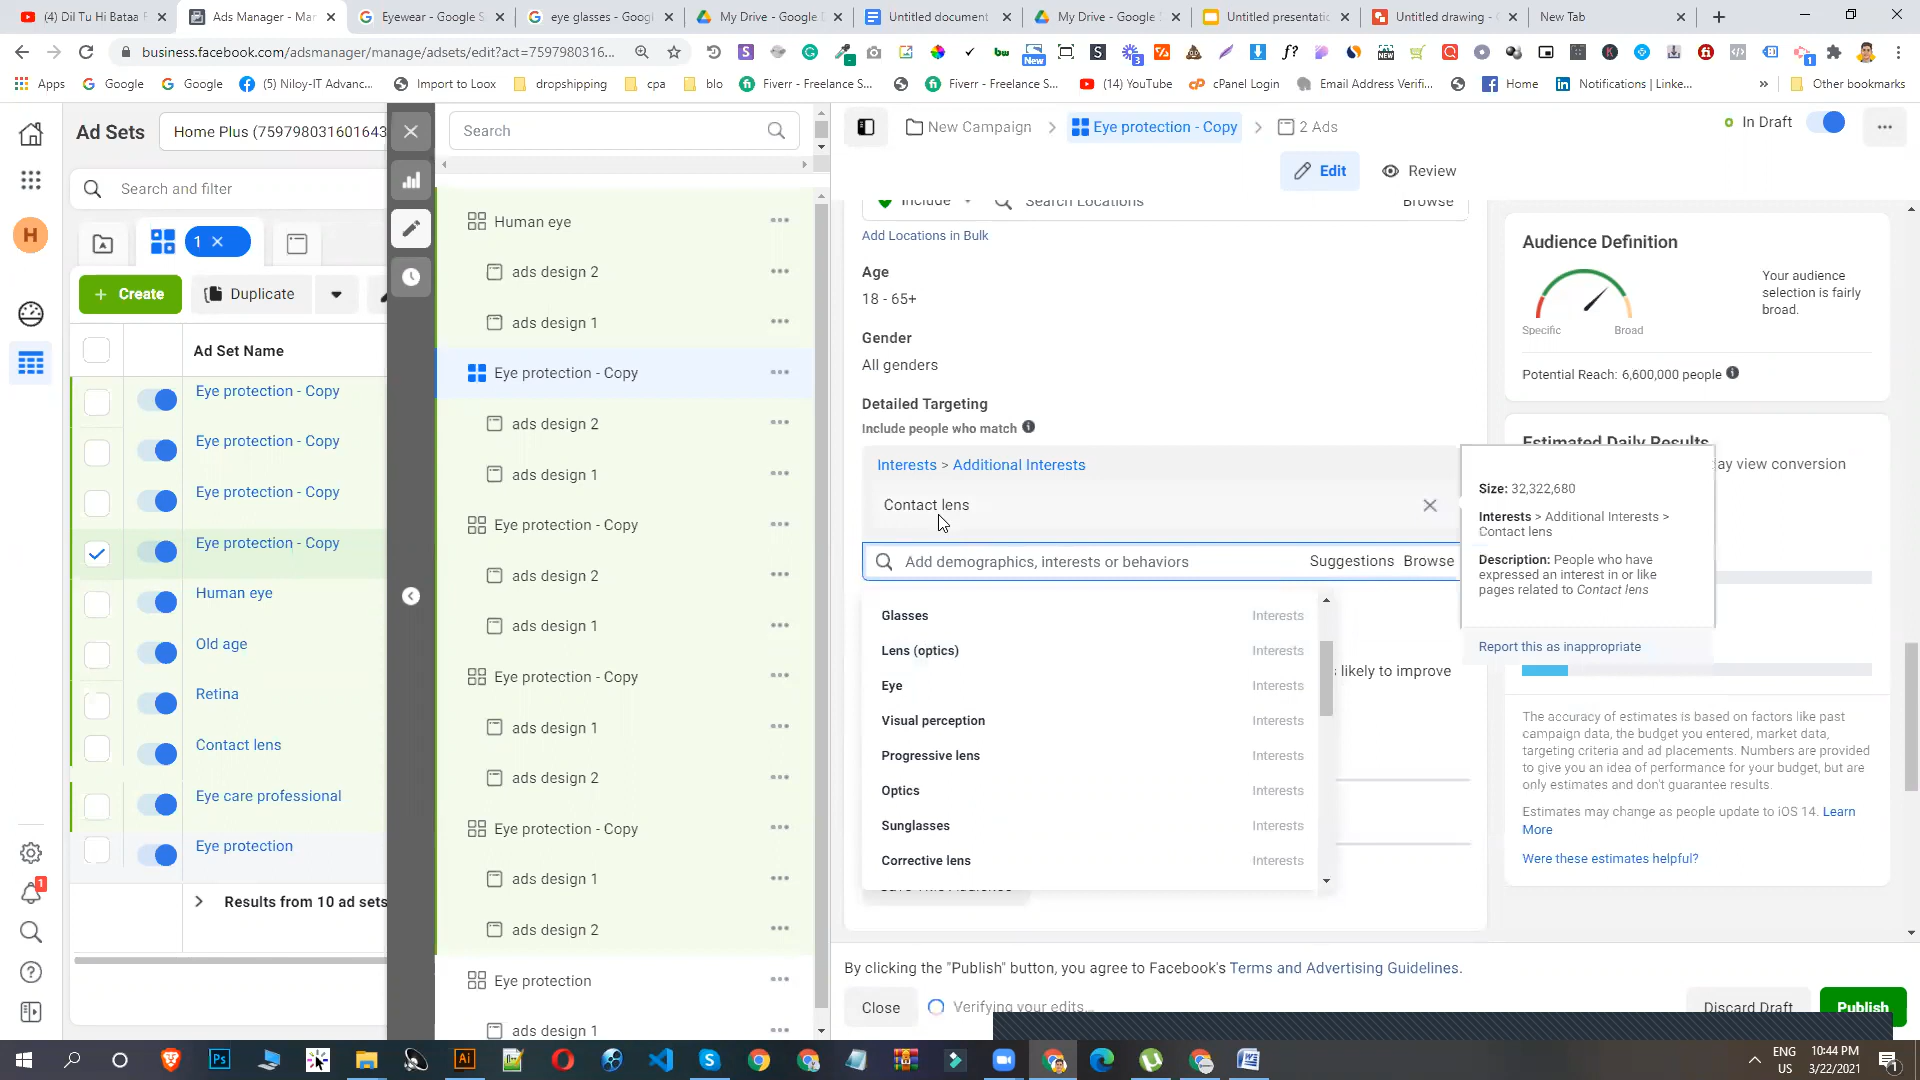 (4) Dil Tu Hi Bataa F
Ads Manager - Mar
Eyewear - Google S
eye glasses - Googl
My Drive - Google D
Untitled document
My Drive - Google D
Untitled presentatio
Untitled drawing - G
New Tab
business.facebook.com/adsmanager/manage/adsets/edit?act=7597980316...
Apps
Google
Google
(5) Niloy-IT Advanc...
Import to Loox
dropshipping
cpa
blo
Fiverr - Freelance S...
Fiverr - Freelance S...
(14) YouTube
cPanel Login
Email Address Verifi...
Home
Notifications | Linke...
»
Other bookmarks
Ad Sets
Home Plus (759798031601643
Search
New Campaign
Eye protection - Copy
2 Ads
In Draft
Edit
Review
Search and filter
H
1 ×
+ Create
Duplicate
Ad Set Name
Eye protection - Copy
Eye protection - Copy
Eye protection - Copy
Eye protection - Copy
Human eye
Old age
Retina
Contact lens
Eye care professional
Eye protection
Results from 10 ad sets
1
Human eye
ads design 2
ads design 1
Eye protection - Copy
ads design 2
ads design 1
Eye protection - Copy
ads design 2
ads design 1
Eye protection - Copy
ads design 1
ads design 2
Eye protection - Copy
ads design 1
ads design 2
Eye protection
ads design 1
Include
Search Locations
Browse
Add Locations in Bulk
Age
18 - 65+
Gender
All genders
Detailed Targeting
Include people who match
Interests > Additional Interests
Contact lens
Add demographics, interests or behaviors
Suggestions
Browse
Glasses Interests
Lens (optics) Interests
Eye Interests
Visual perception Interests
Progressive lens Interests
Optics Interests
Sunglasses Interests
Corrective lens Interests
Save This Audience
s likely to improve
Audience Definition
Your audience
selection is fairly
broad.
Specific
Broad
Potential Reach: 6,600,000 people
Estimated Daily Results
ay view conversion
Size: 32,322,680
Interests > Additional Interests >
Contact lens
Description: People who have
expressed an interest in or like
pages related to Contact lens
Report this as inappropriate
The accuracy of estimates is based on factors like past
campaign data, the budget you entered, market data,
targeting criteria and ad placements. Numbers are provided
to give you an idea of performance for your budget, but are
only estimates and don't guarantee results.
Estimates may change as people update to iOS 14. Learn
More
Were these estimates helpful?
By clicking the "Publish" button, you agree to Facebook's Terms and Advertising Guidelines.
Close
Verifying your edits...
Discard Draft
Publish
ENG
US
10:44 PM
3/22/2021